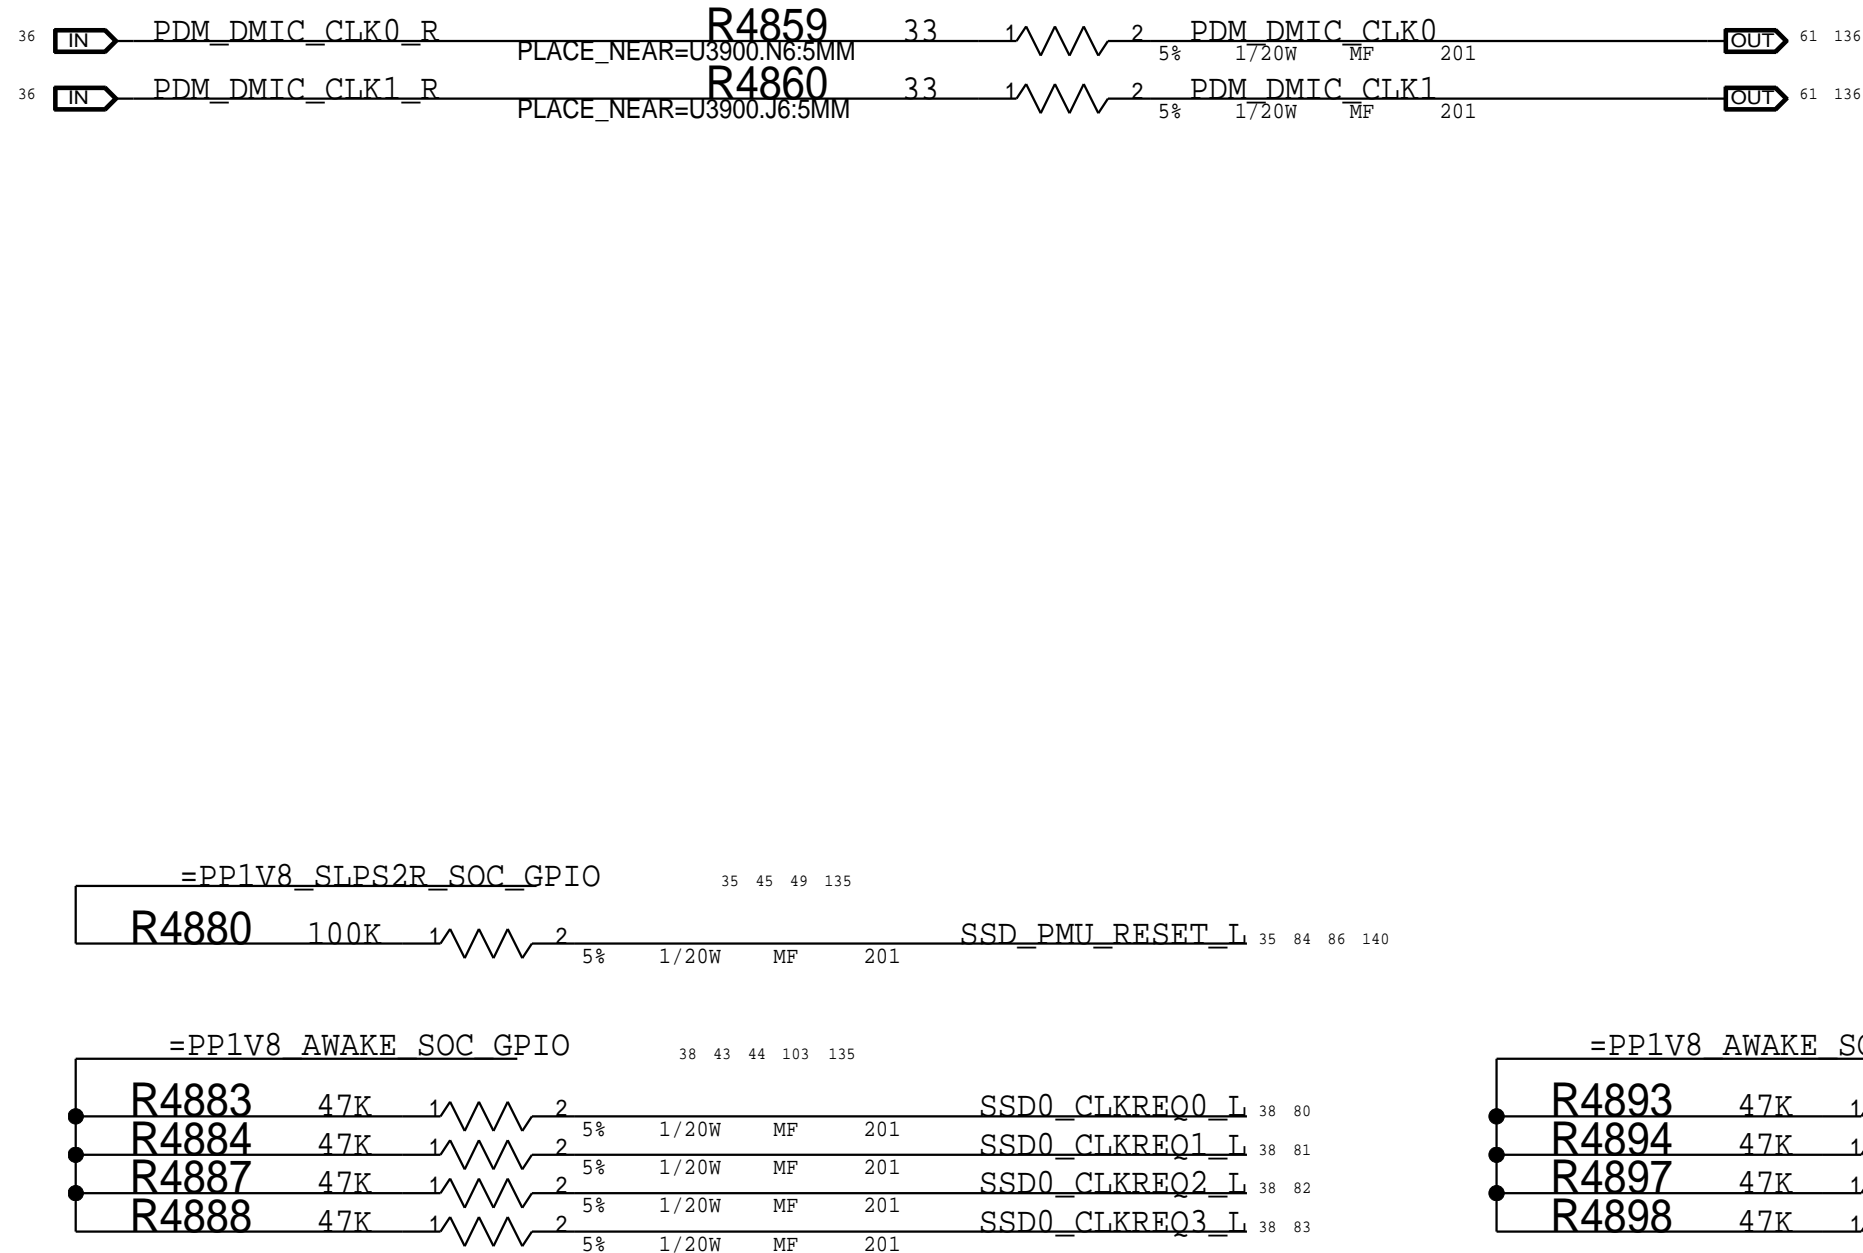 36 IN PDM_DMIC_CLK0_R R4859 33 1 2 PDM_DMIC_CLK0 OUT 61 136
PLACE_NEAR=U3900.N6:5MM 5% 1/20W MF 201
36 IN PDM_DMIC_CLK1_R R4860 33 1 2 PDM_DMIC_CLK1 OUT 61 136
PLACE_NEAR=U3900.J6:5MM 5% 1/20W MF 201
=PP1V8_SLPS2R_SOC_GPIO 35 45 49 135
R4880 100K 1 2 SSD_PMU_RESET_L 35 84 86 140
5% 1/20W MF 201
=PP1V8_AWAKE_SOC_GPIO 38 43 44 103 135
R4883 47K 1 2 SSD0_CLKREQ0_L 38 80
5% 1/20W MF 201
R4884 47K 1 2 SSD0_CLKREQ1_L 38 81
5% 1/20W MF 201
R4887 47K 1 2 SSD0_CLKREQ2_L 38 82
5% 1/20W MF 201
R4888 47K 1 2 SSD0_CLKREQ3_L 38 83
5% 1/20W MF 201
=PP1V8_AWAKE_SO
R4893 47K 1
R4894 47K 1
R4897 47K 1
R4898 47K 1